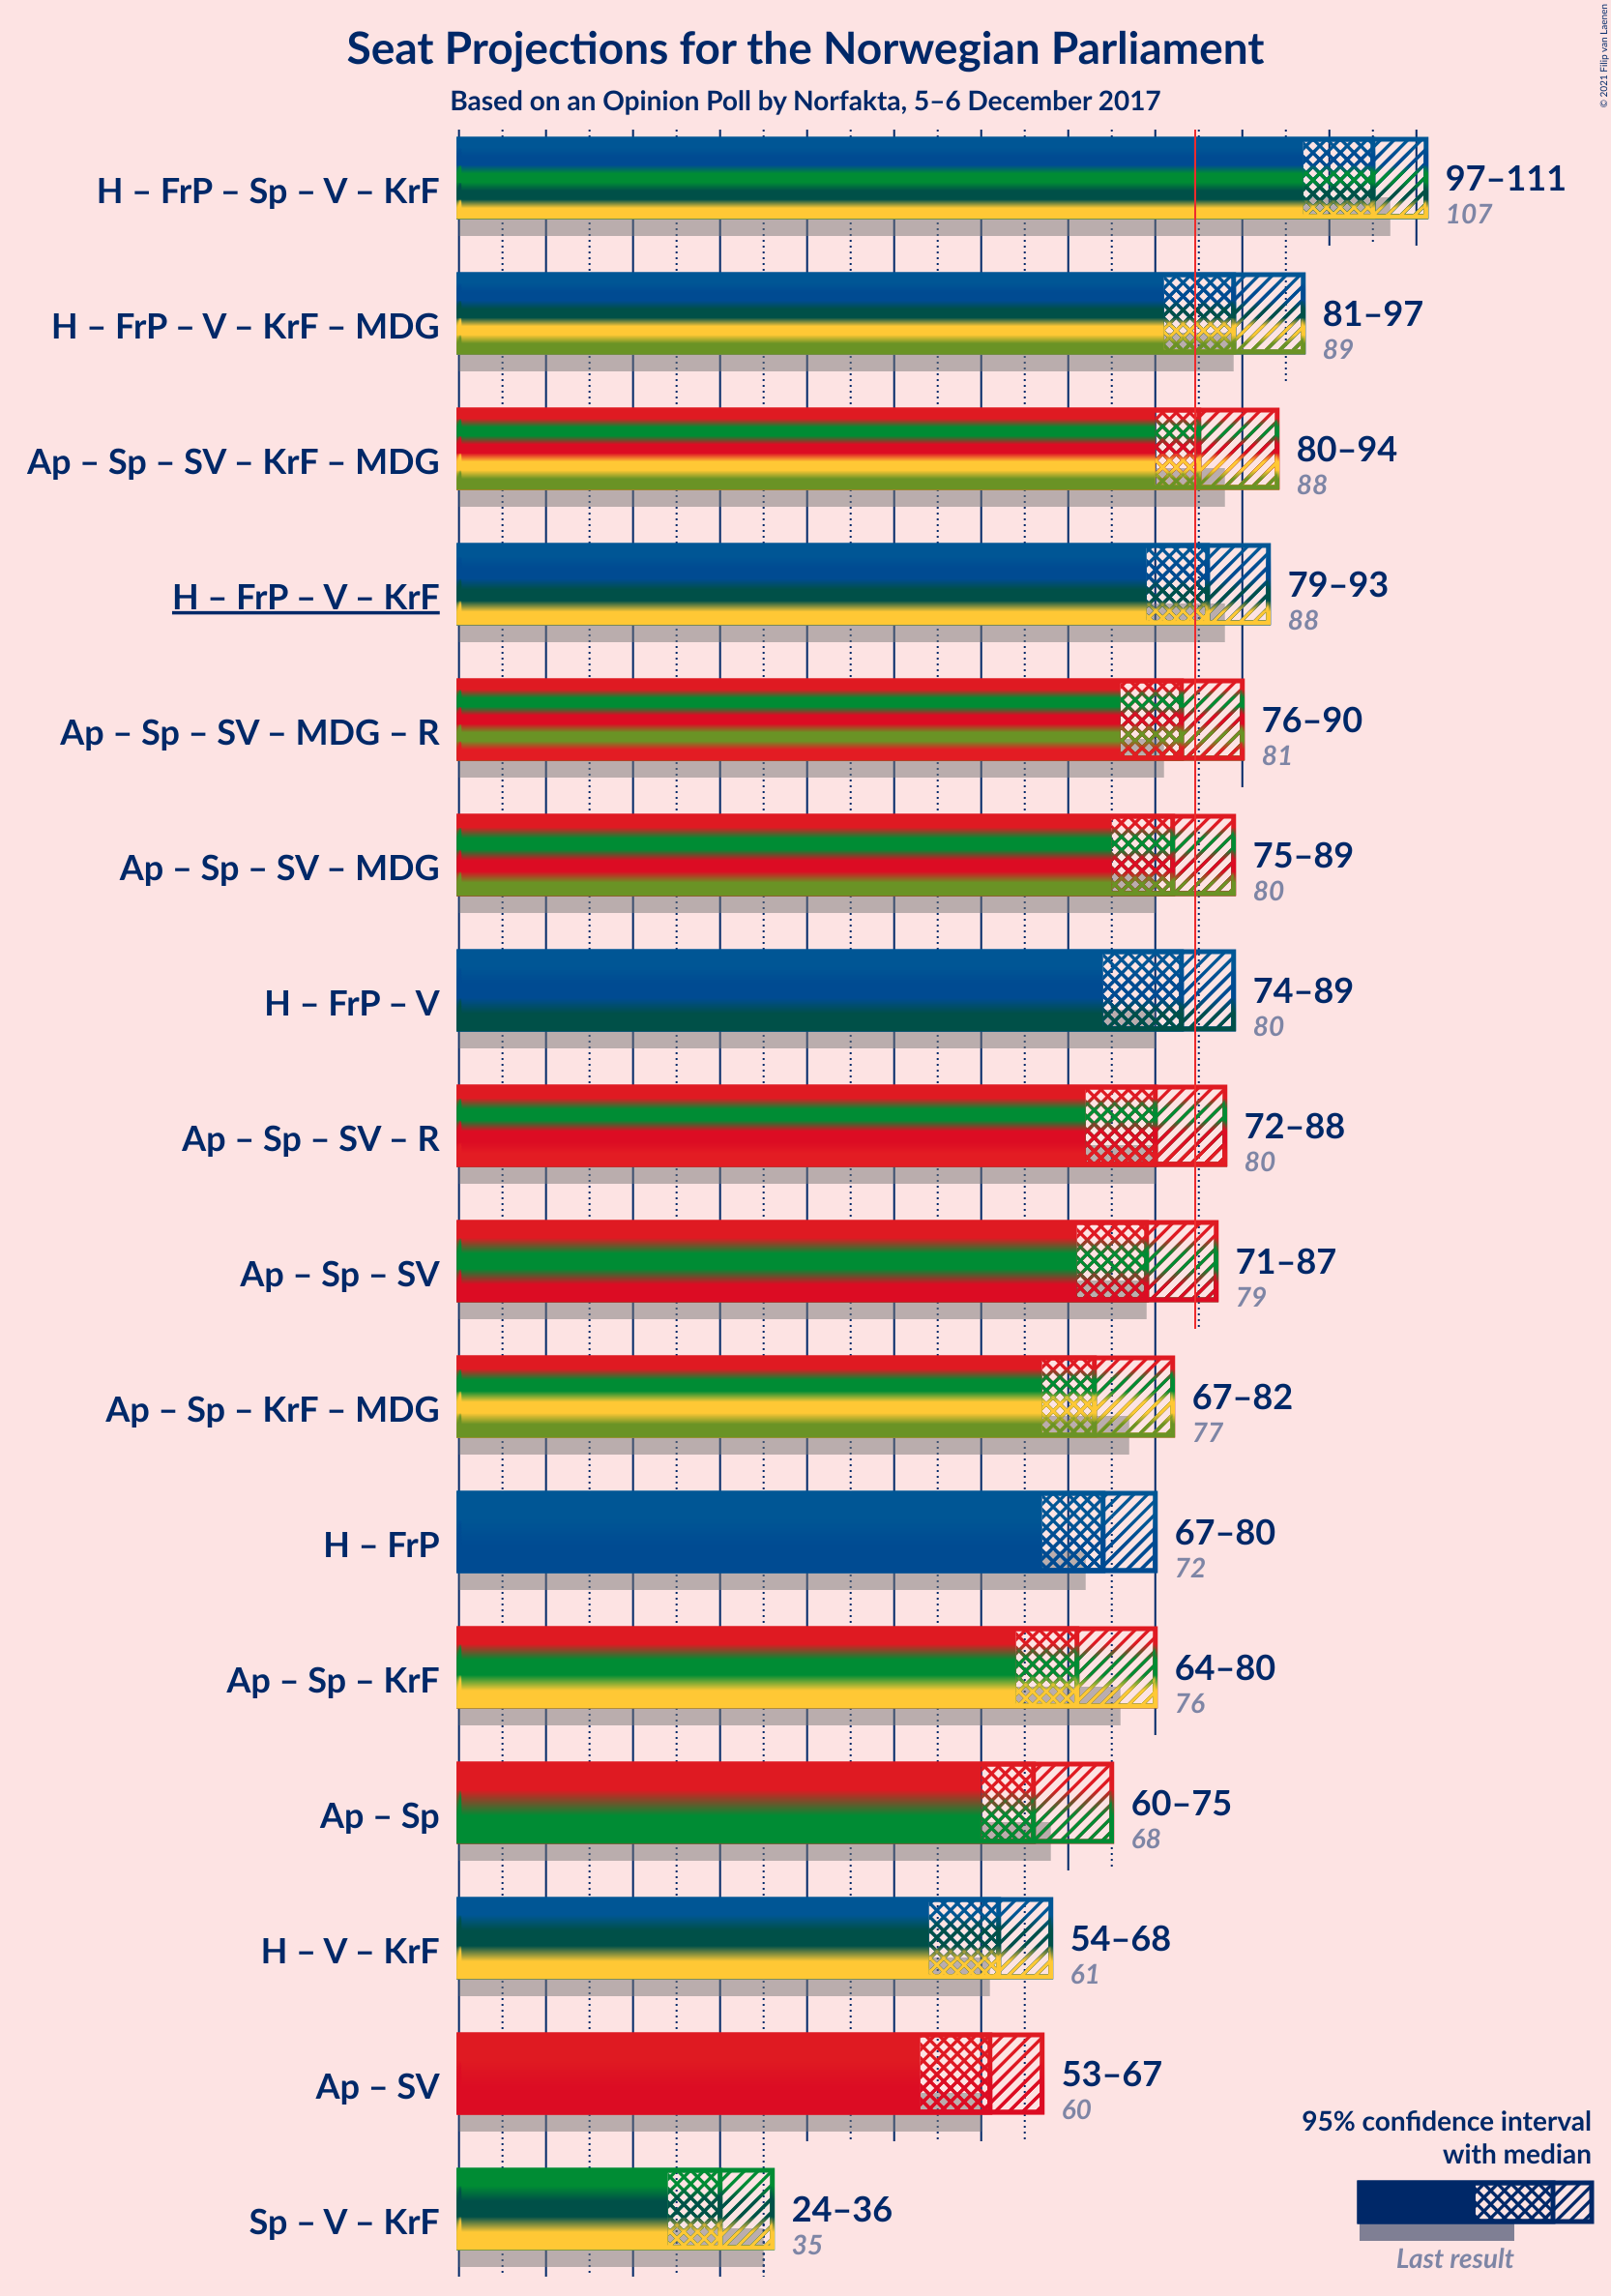 Seat Projections for the Norwegian Parliament
Based on an Opinion Poll by Norfakta, 5–6 December 2017
© 2021 Filip van Laenen
H – FrP – Sp – V – KrF
97–111
107
H – FrP – V – KrF – MDG
81–97
89
Ap – Sp – SV – KrF – MDG
80–94
88
H – FrP – V – KrF
79–93
88
Ap – Sp – SV – MDG – R
76–90
81
Ap – Sp – SV – MDG
75–89
80
H – FrP – V
74–89
80
Ap – Sp – SV – R
72–88
80
Ap – Sp – SV
71–87
79
Ap – Sp – KrF – MDG
67–82
77
H – FrP
67–80
72
Ap – Sp – KrF
64–80
76
Ap – Sp
60–75
68
H – V – KrF
54–68
61
Ap – SV
53–67
60
Sp – V – KrF
24–36
35
95% confidence interval
with median
Last result